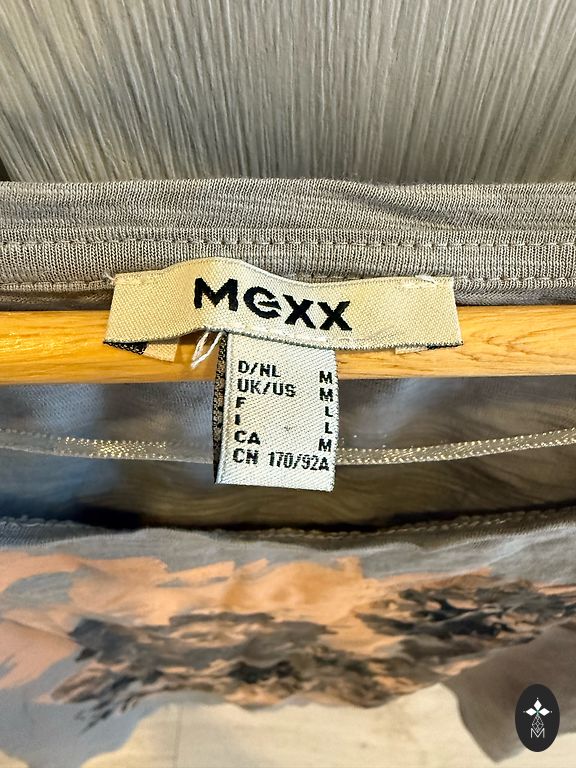 MeXX
D/NL M
UK/US M
F L
I L
CA M
CN 170/92A
M